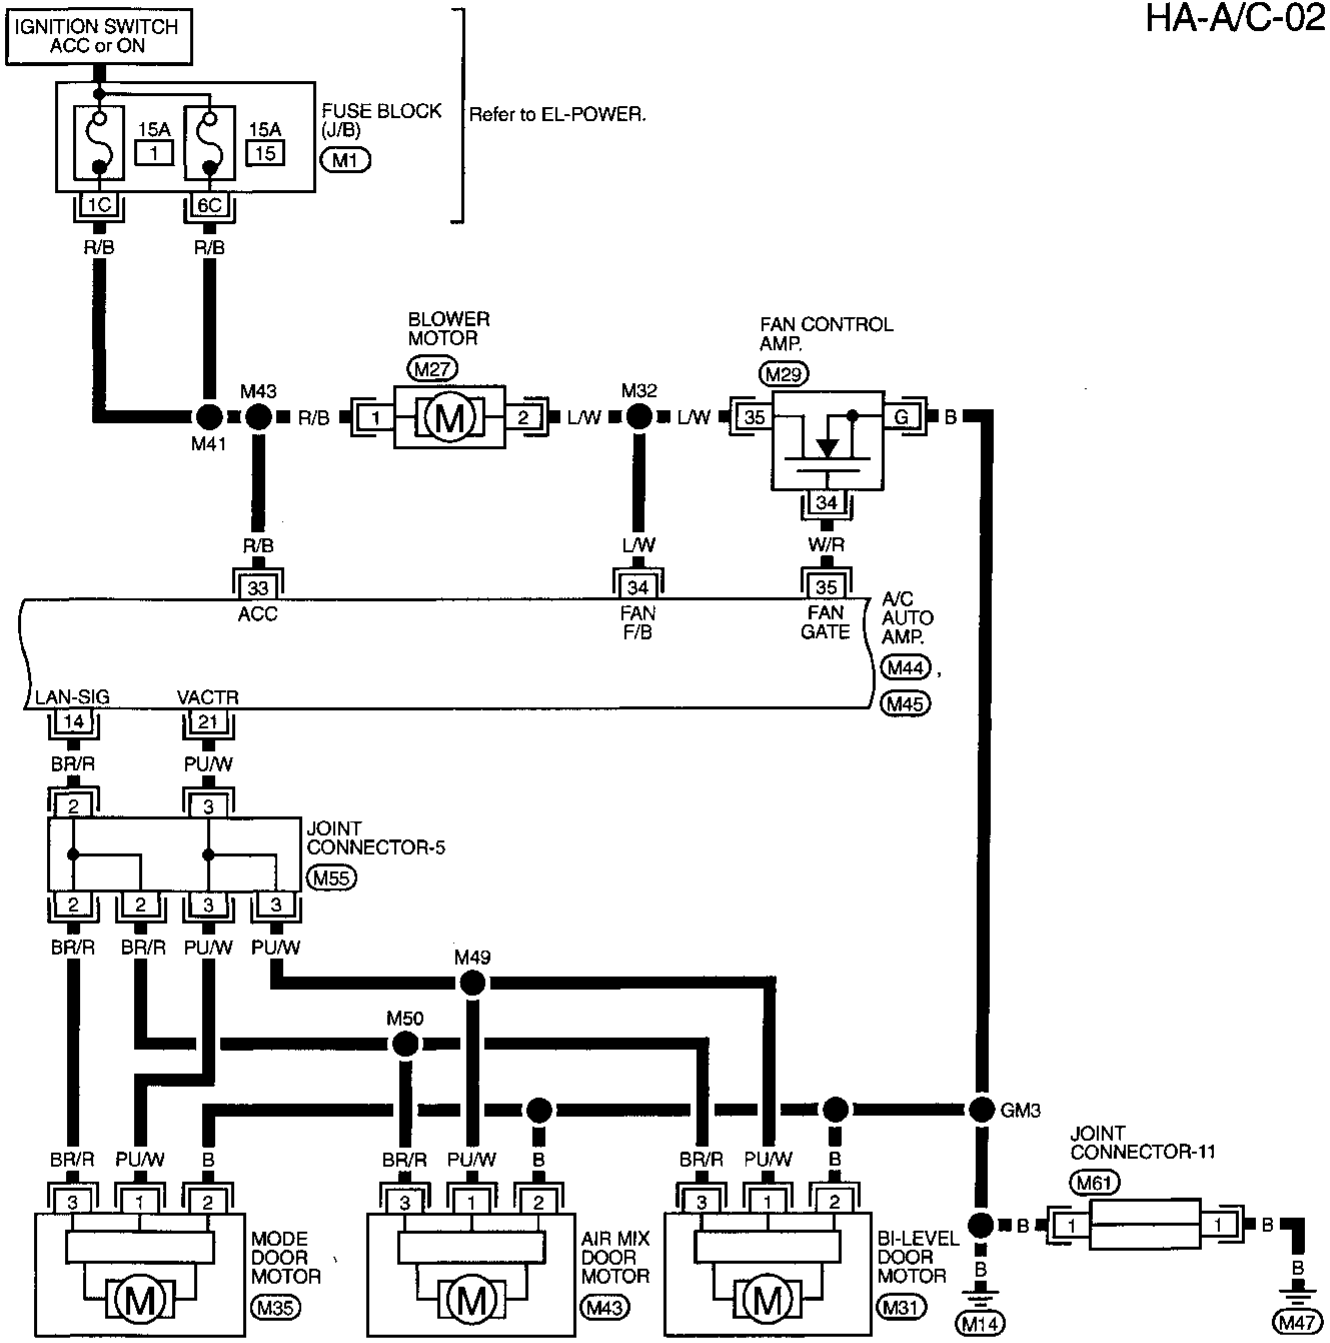 HA-A/C-02
IGNITION SWITCH
ACC or ON
15A
1
15A
15
FUSE BLOCK
(J/B)
M1
Refer to EL-POWER.
1C
6C
R/B
R/B
BLOWER
MOTOR
M27
FAN CONTROL
AMP.
M29
M43
M32
M41
R/B
1
M
2
L/W
L/W
35
G
B
34
R/B
L/W
W/R
33
34
35
ACC
FAN
F/B
FAN
GATE
A/C
AUTO
AMP.
M44 ,
M45
LAN-SIG
VACTR
14
21
BR/R
PU/W
2
3
JOINT
CONNECTOR-5
M55
2
2
3
3
BR/R
BR/R
PU/W
PU/W
M49
M50
GM3
BR/R
PU/W
B
BR/R
PU/W
B
BR/R
PU/W
B
3
1
2
3
1
2
3
1
2
JOINT
CONNECTOR-11
M61
B
1
1
B
MODE
DOOR
MOTOR
M35
M
AIR MIX
DOOR
MOTOR
M43
M
BI-LEVEL
DOOR
MOTOR
M31
M
B
M14
B
M47